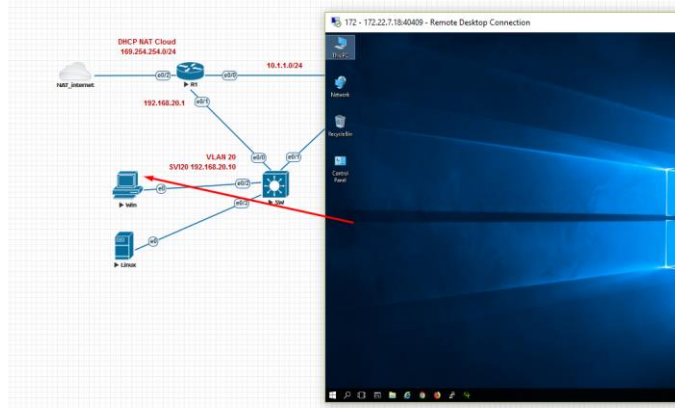 172 - 172.22.7.18:40409 - Remote Desktop Connection
DHCP NAT Cloud
169.254.254.0/24
10.1.1.0/24
NAT_internet
e0/2
e0/0
R1
192.168.20.1
e0/1
VLAN 20
SVI20 192.168.20.10
e0/0
e0/1
Win
e0
e0/2
SW
e0/3
e0
Linux
This PC
Network
Recycle Bin
Control
Panel